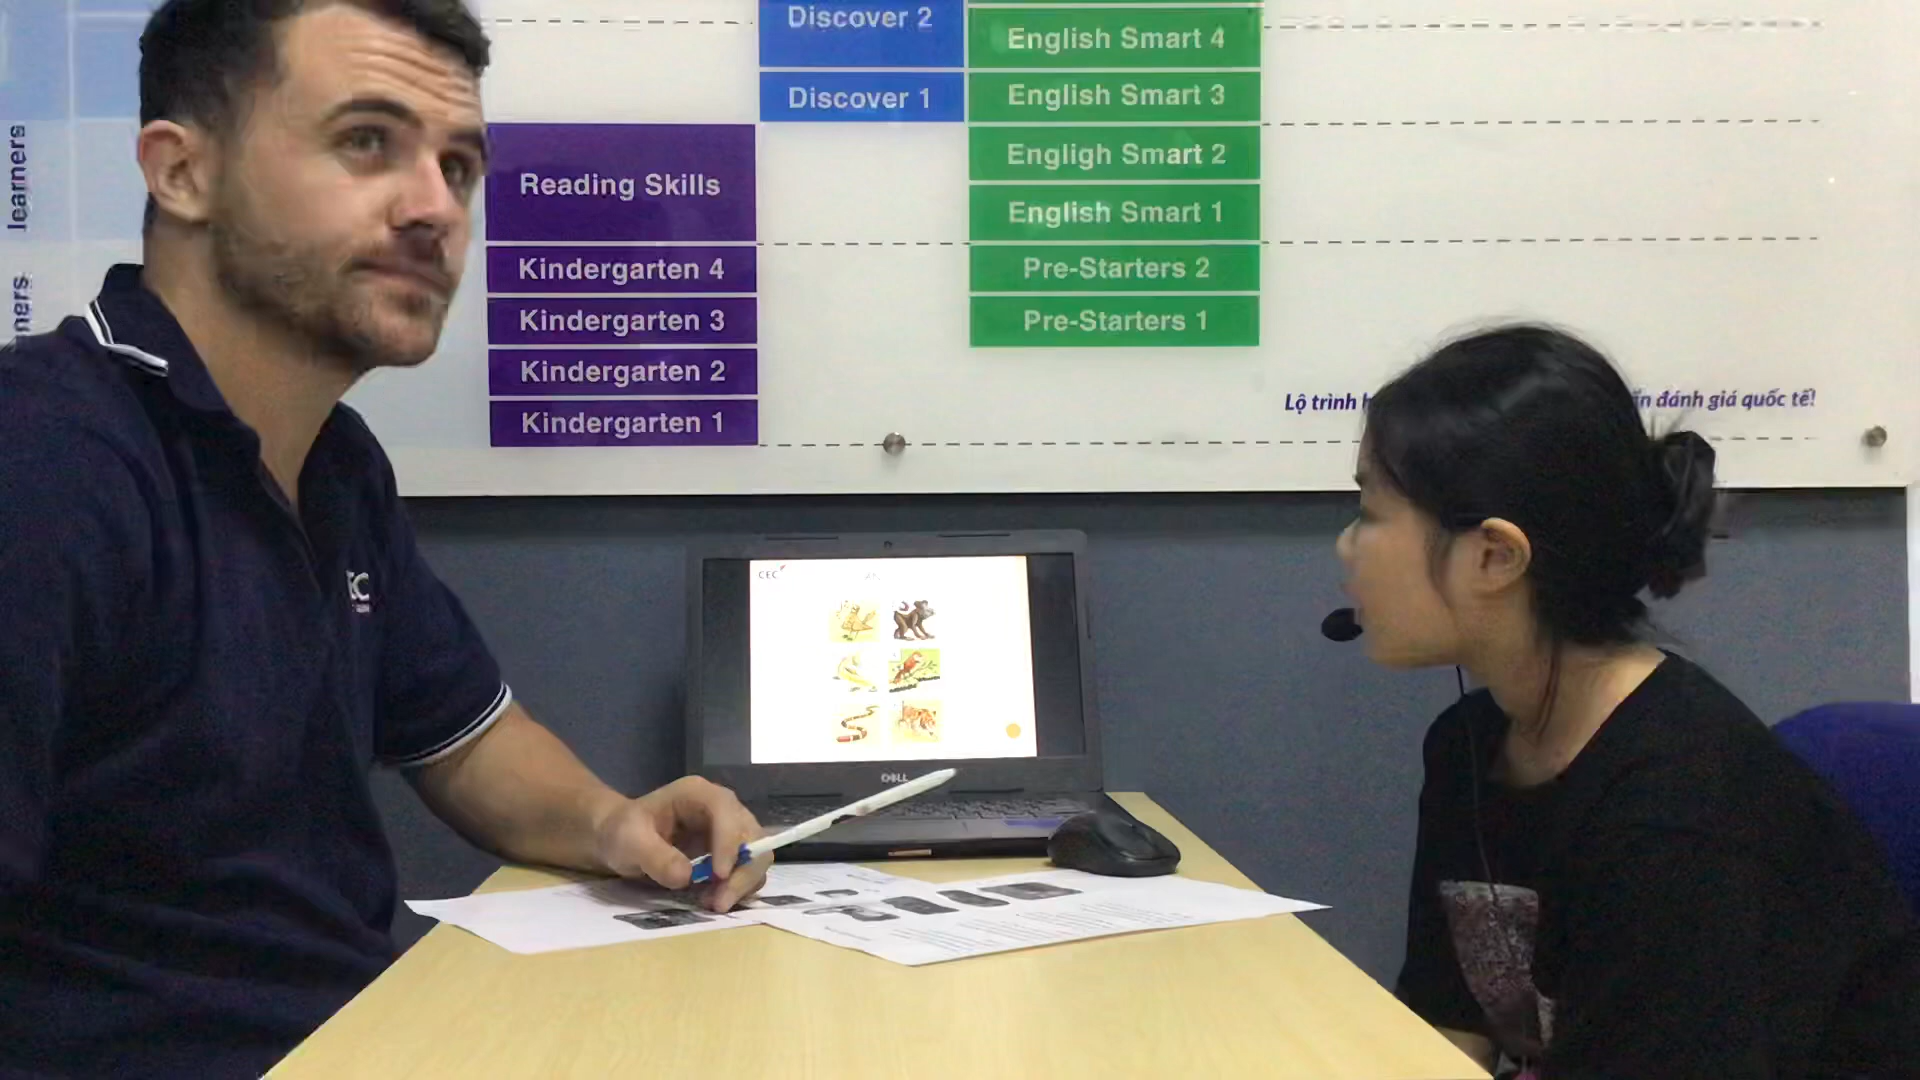 learners
Discover 2
Discover 1
Reading Skills
Kindergarten 4
Kindergarten 3
Kindergarten 2
Kindergarten 1
English Smart 4
English Smart 3
Engligh Smart 2
English Smart 1
Pre-Starters 2
Pre-Starters 1
Lộ trình
đánh giá quốc tế!
CEC
DELL